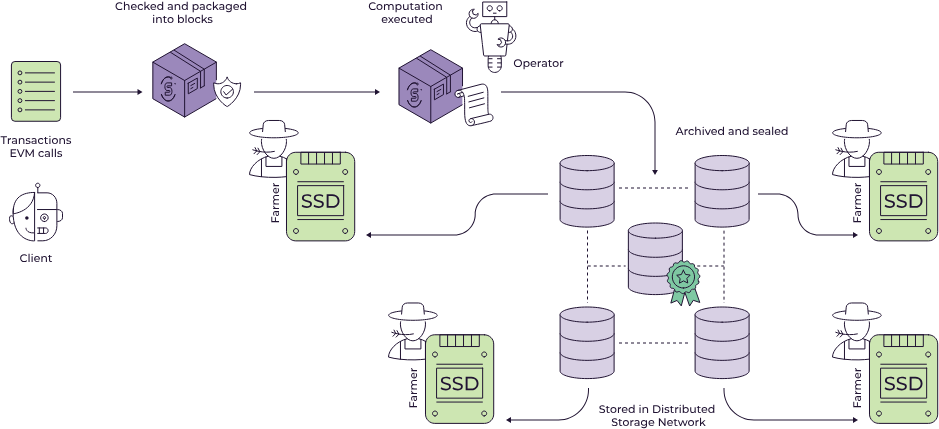 Checked and packaged
into blocks
Computation
executed
Operator
Transactions
EVM calls
Archived and sealed
Farmer
SSD
Farmer
SSD
Client
Farmer
SSD
Farmer
SSD
Stored in Distributed
Storage Network